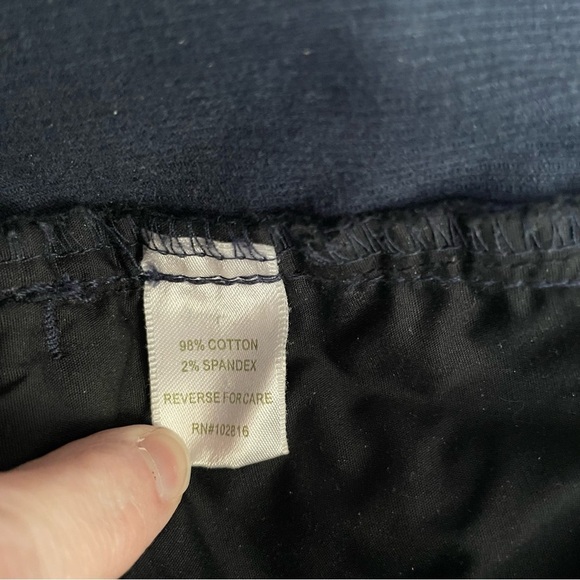 98% COTTON
2% SPANDEX
REVERSE FOR CARE
RN#102816